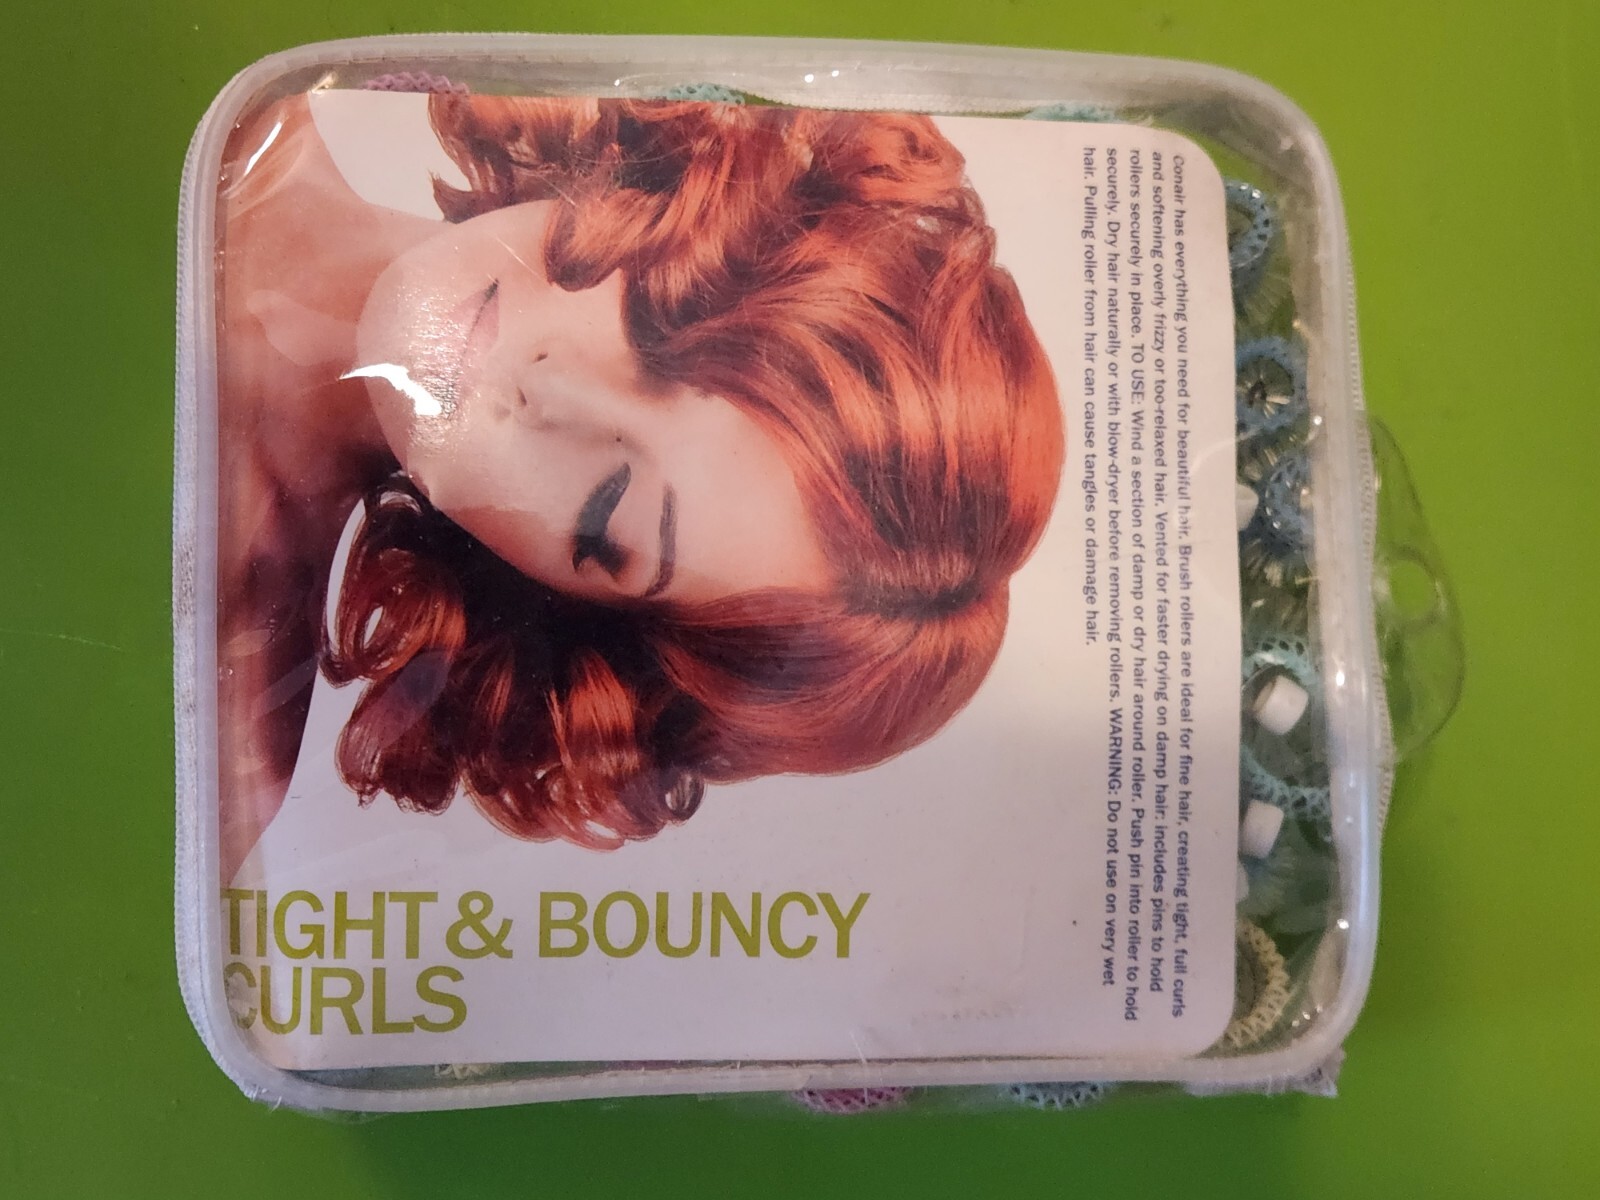 Conair has everything you need for beautiful hair. Brush rollers are ideal for fine hair, creating tight, full curls
and softening overly frizzy or too-relaxed hair. Vented for faster drying on damp hair: includes pins to hold
rollers securely in place. TO USE: Wind a section of damp or dry hair around roller. Push pin into roller to hold
securely. Dry hair naturally or with blow-dryer before removing rollers. WARNING: Do not use on very wet
hair. Pulling roller from hair can cause tangles or damage hair.
TIGHT & BOUNCY
CURLS